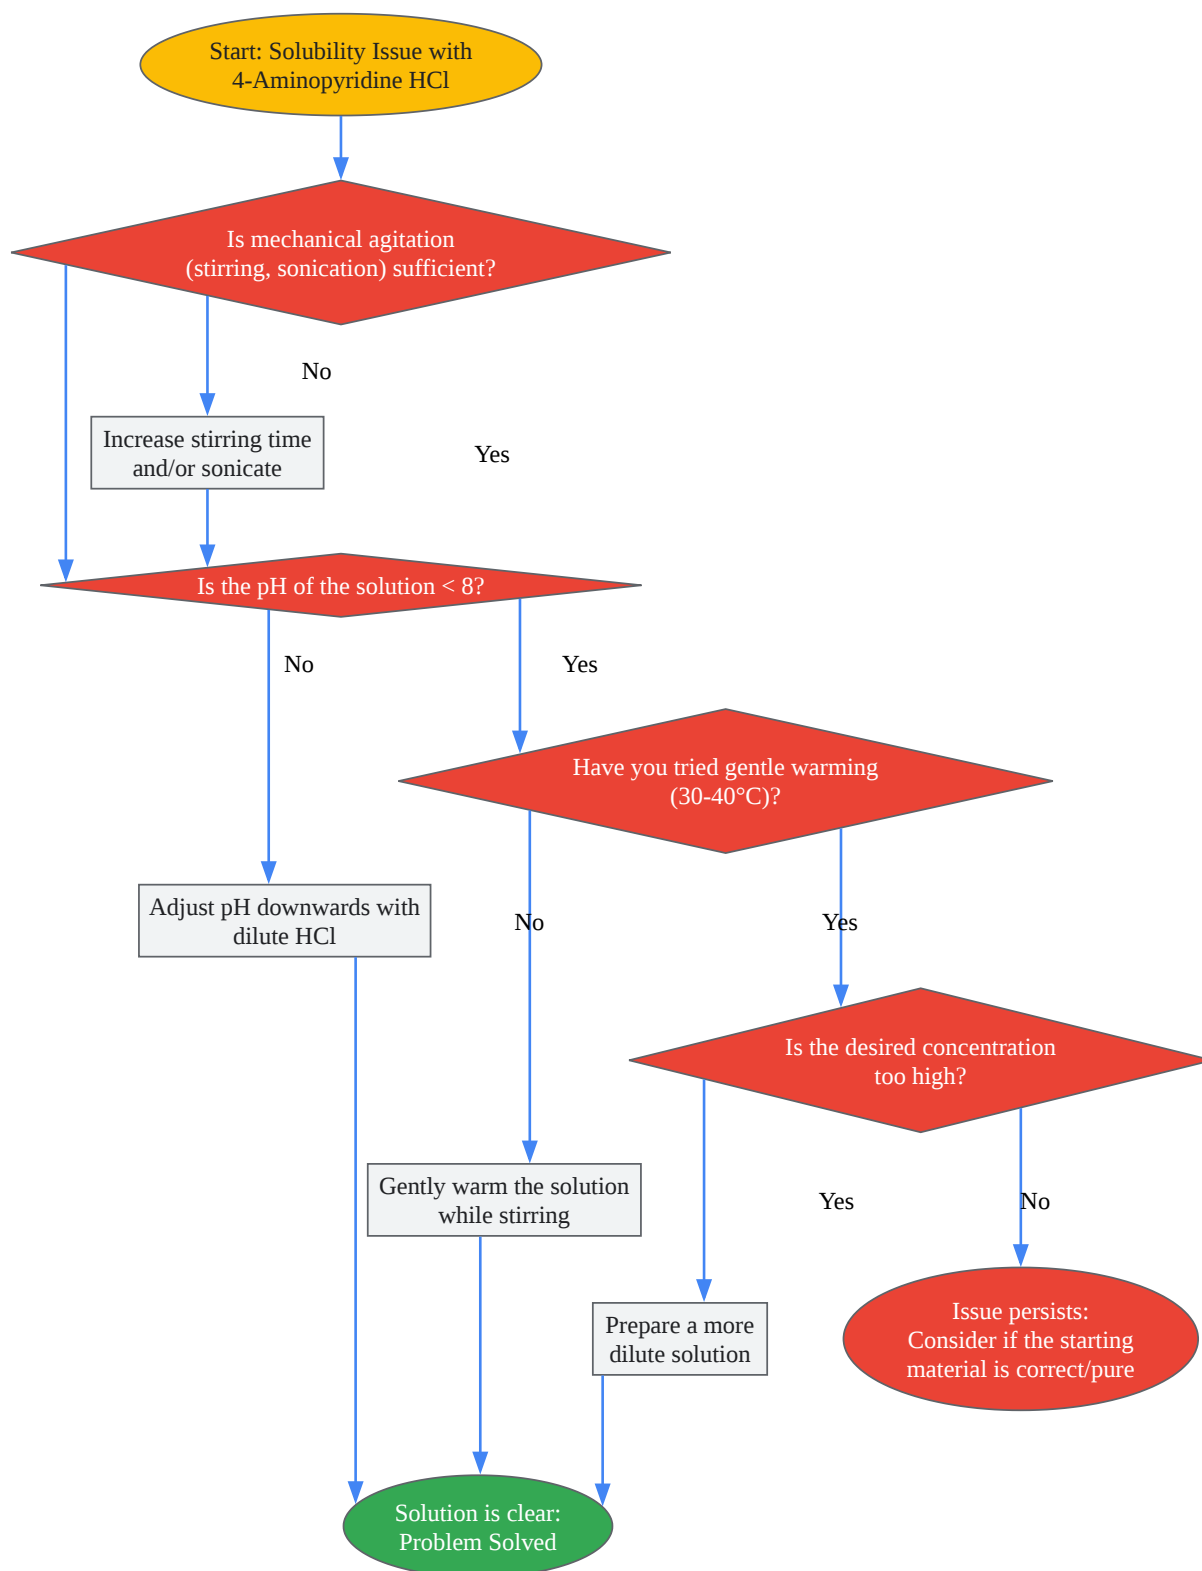 Start: Solubility Issue with
4-Aminopyridine HCl
Is mechanical agitation
(stirring, sonication) sufficient?
No
Increase stirring time
and/or sonicate
Yes
Is the pH of the solution < 8?
No
Yes
Have you tried gentle warming
(30-40°C)?
Adjust pH downwards with
dilute HCl
No
Yes
Is the desired concentration
too high?
Gently warm the solution
while stirring
Yes
No
Prepare a more
dilute solution
Issue persists:
Consider if the starting
material is correct/pure
Solution is clear:
Problem Solved